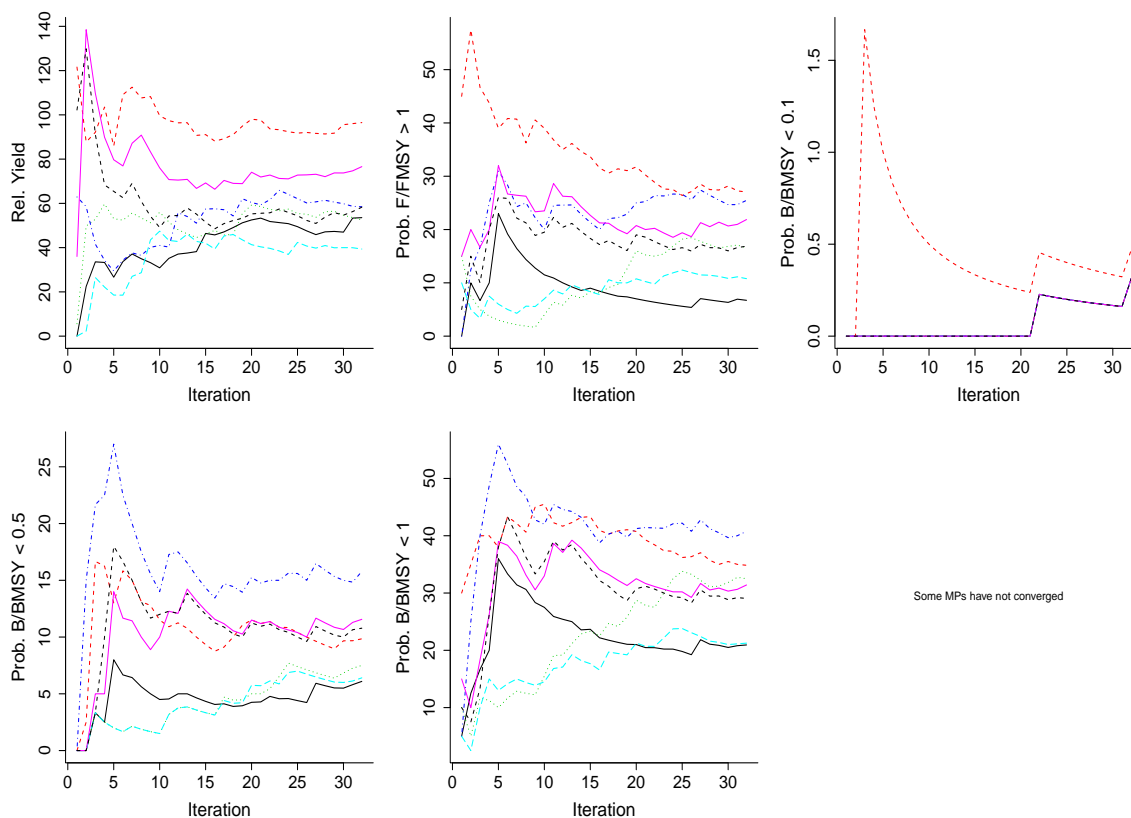 Rel. Yield
0 20 40 60 80 100 120 140
0 5 10 15 20 25 30
Iteration
Prob. F/FMSY > 1
0 10 20 30 40 50
0 5 10 15 20 25 30
Iteration
Prob. B/BMSY < 0.1
0.0 0.5 1.0 1.5
0 5 10 15 20 25 30
Iteration
Prob. B/BMSY < 0.5
0 5 10 15 20 25
0 5 10 15 20 25 30
Iteration
Prob. B/BMSY < 1
10 20 30 40 50
0 5 10 15 20 25 30
Iteration
Some MPs have not converged